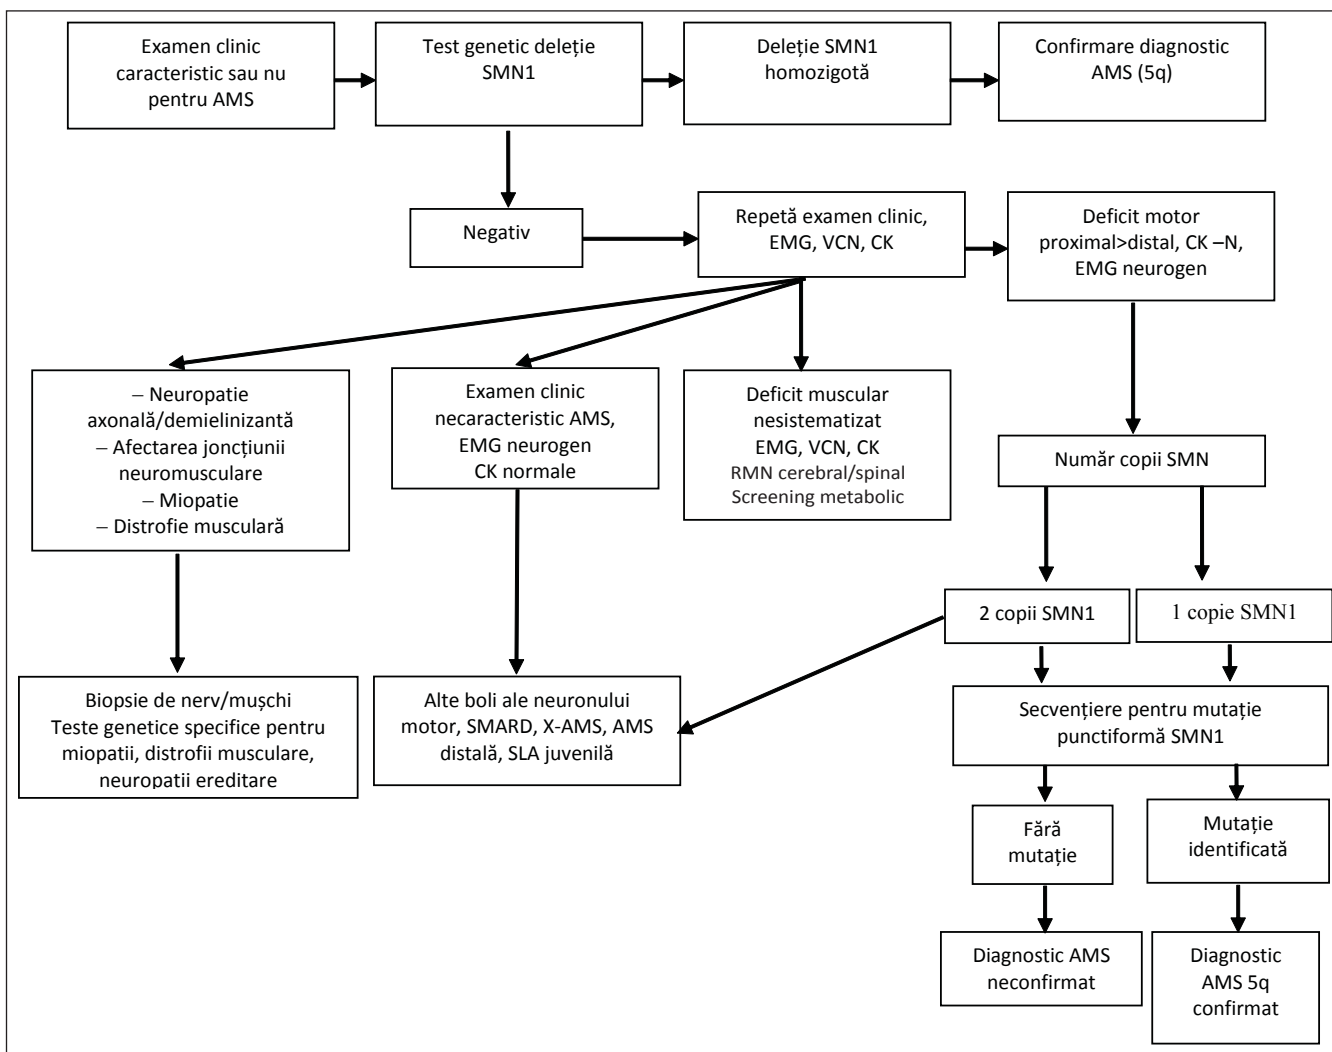 Examen clinic
caracteristic sau nu
pentru AMS
Test genetic deleție
SMN1
Deleție SMN1
homozigotă
Confirmare diagnostic
AMS (5q)
Negativ
Repetă examen clinic,
EMG, VCN, CK
Deficit motor
proximal>distal, CK –N,
EMG neurogen
– Neuropatie
axonală/demielinizantă
– Afectarea joncțiunii
neuromusculare
– Miopatie
– Distrofie musculară
Examen clinic
necaracteristic AMS,
EMG neurogen
CK normale
Deficit muscular
nesistematizat
EMG, VCN, CK
RMN cerebral/spinal
Screening metabolic
Număr copii SMN
2 copii SMN1
1 copie SMN1
Biopsie de nerv/mușchi
Teste genetice specifice pentru
miopatii, distrofii musculare,
neuropatii ereditare
Alte boli ale neuronului
motor, SMARD, X-AMS, AMS
distală, SLA juvenilă
Secvențiere pentru mutație
punctiformă SMN1
Fără
mutație
Mutație
identificată
Diagnostic AMS
neconfirmat
Diagnostic
AMS 5q
confirmat